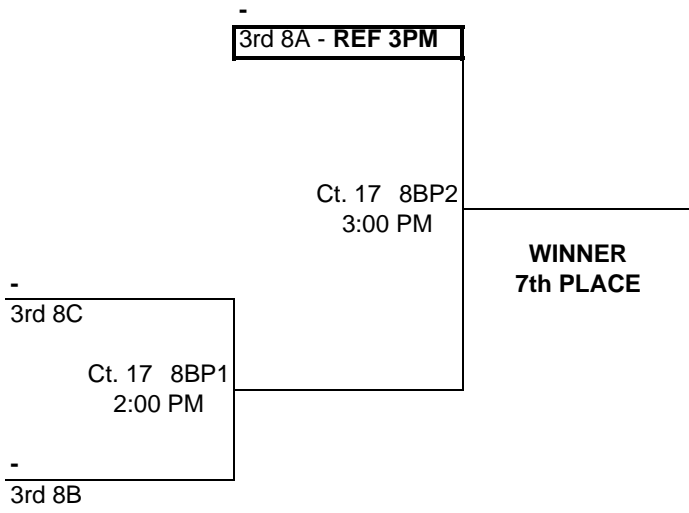 -
3rd 8A - REF 3PM
Ct. 17 8BP2
3:00 PM
WINNER
7th PLACE
-
3rd 8C
Ct. 17 8BP1
2:00 PM
-
3rd 8B